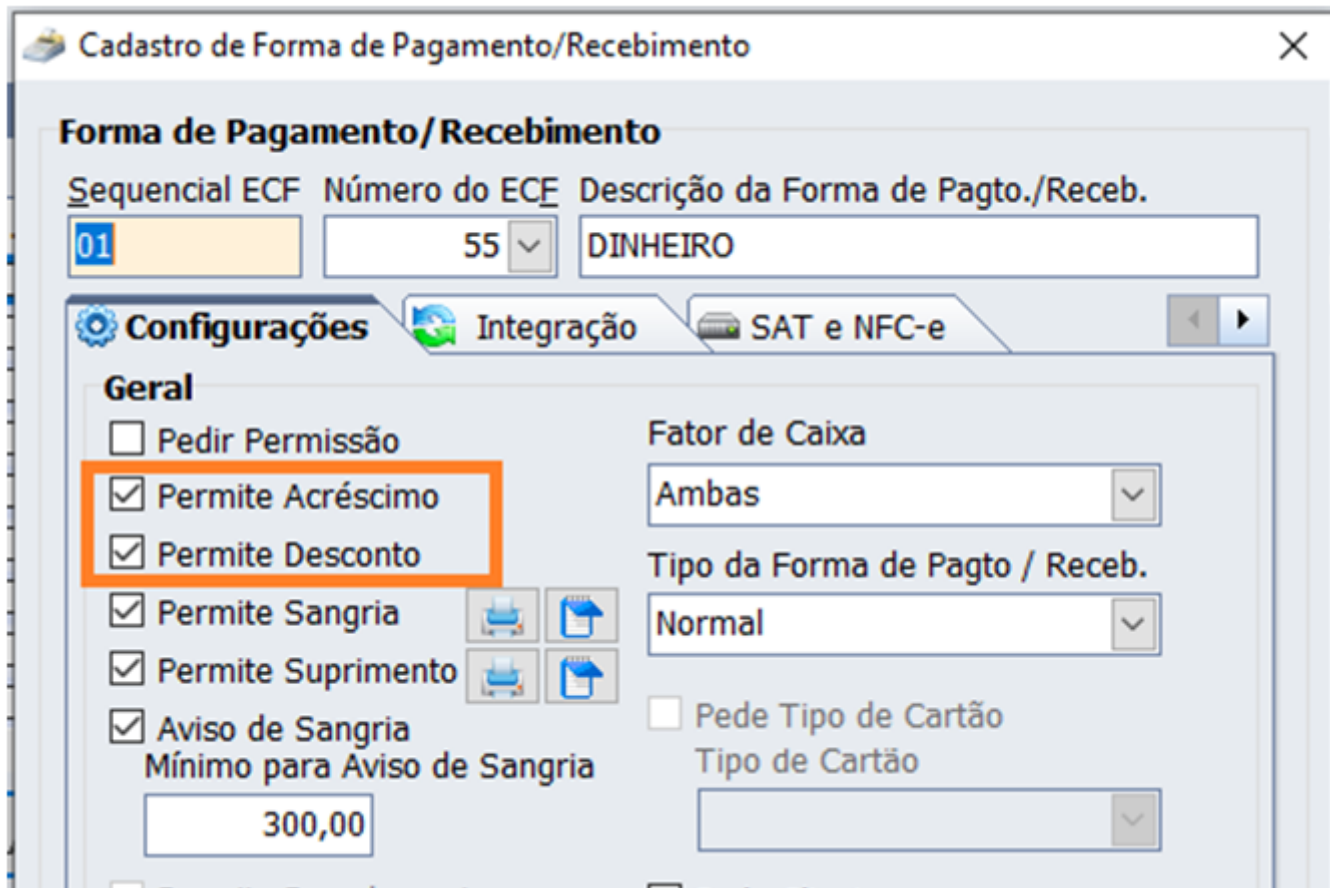 Cadastro de Forma de Pagamento/Recebimento
Forma de Pagamento/Recebimento
Sequencial ECF Número do ECF Descrição da Forma de Pagto./Receb.
01 55 DINHEIRO
Configurações Integração SAT e NFC-e
Geral
Pedir Permissão
Fator de Caixa
Permite Acréscimo
Ambas
Permite Desconto
Tipo da Forma de Pagto / Receb.
Permite Sangria
Normal
Permite Suprimento
Aviso de Sangria
Pede Tipo de Cartão
Mínimo para Aviso de Sangria
Tipo de Cartão
300,00